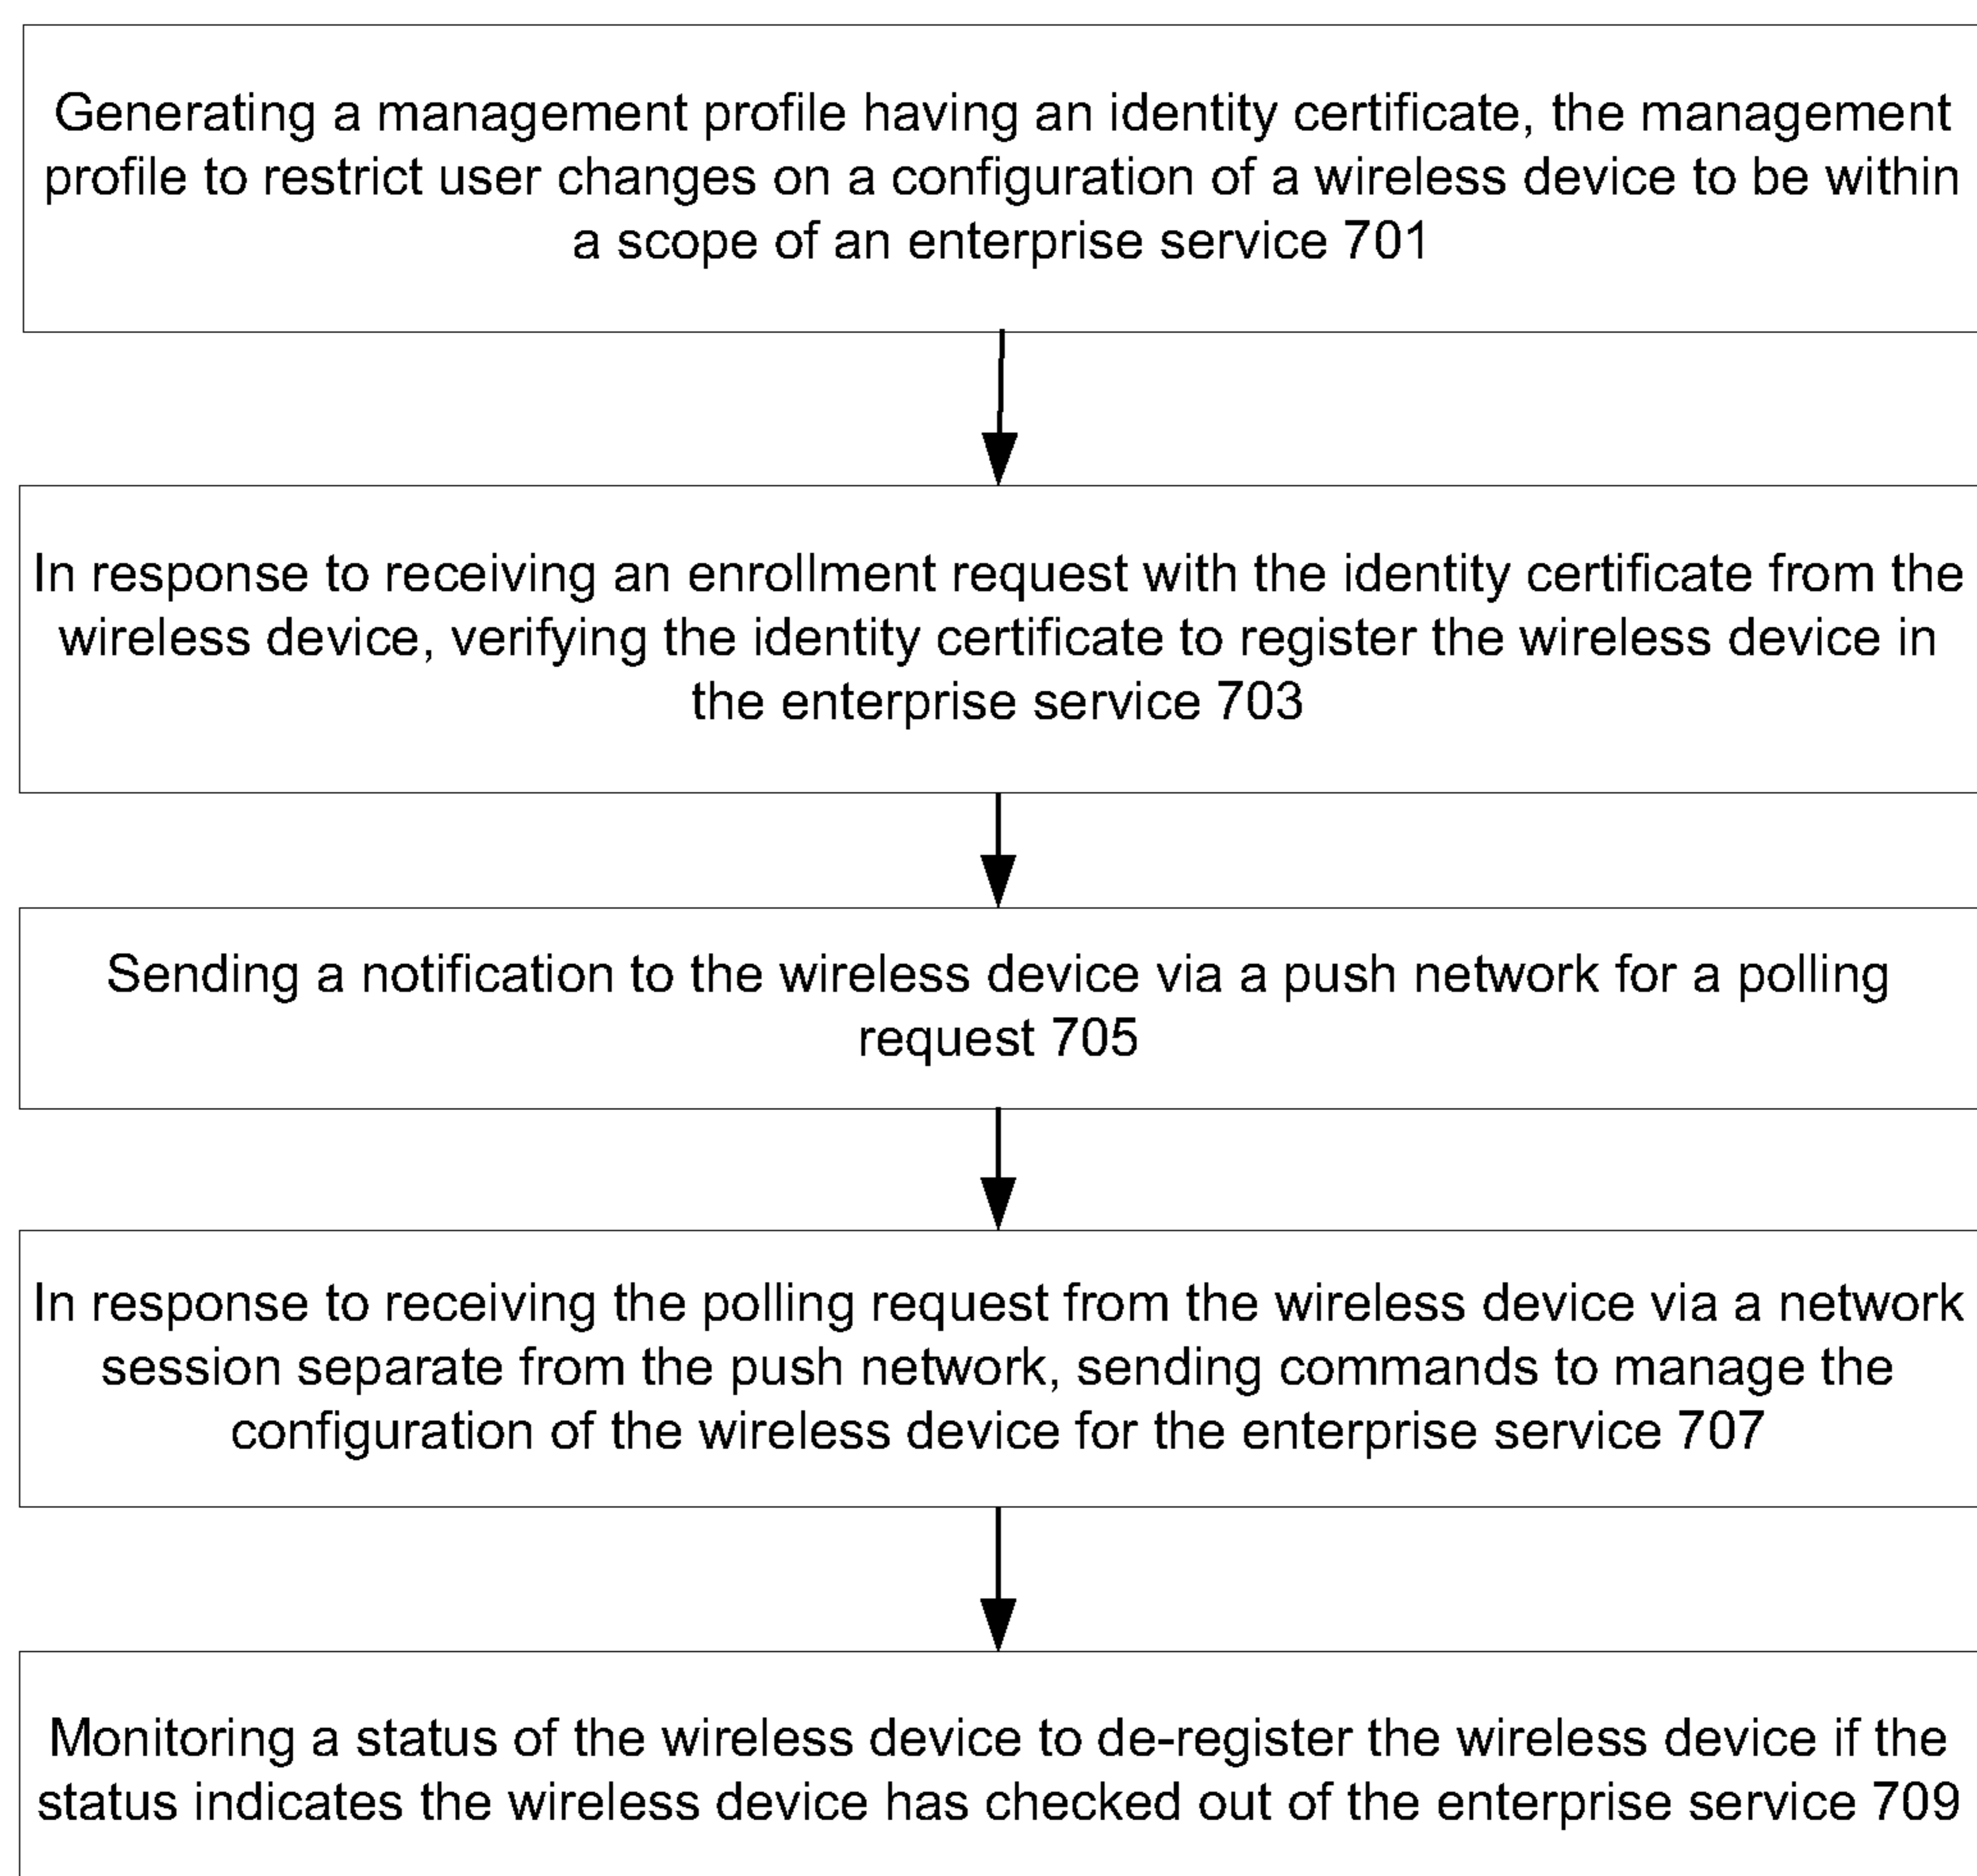 Generating a management profile having an identity certificate, the management
profile to restrict user changes on a configuration of a wireless device to be within
a scope of an enterprise service 701
In response to receiving an enrollment request with the identity certificate from the
wireless device, verifying the identity certificate to register the wireless device in
the enterprise service 703
Sending a notification to the wireless device via a push network for a polling
request 705
In response to receiving the polling request from the wireless device via a network
session separate from the push network, sending commands to manage the
configuration of the wireless device for the enterprise service 707
Monitoring a status of the wireless device to de-register the wireless device if the
status indicates the wireless device has checked out of the enterprise service 709